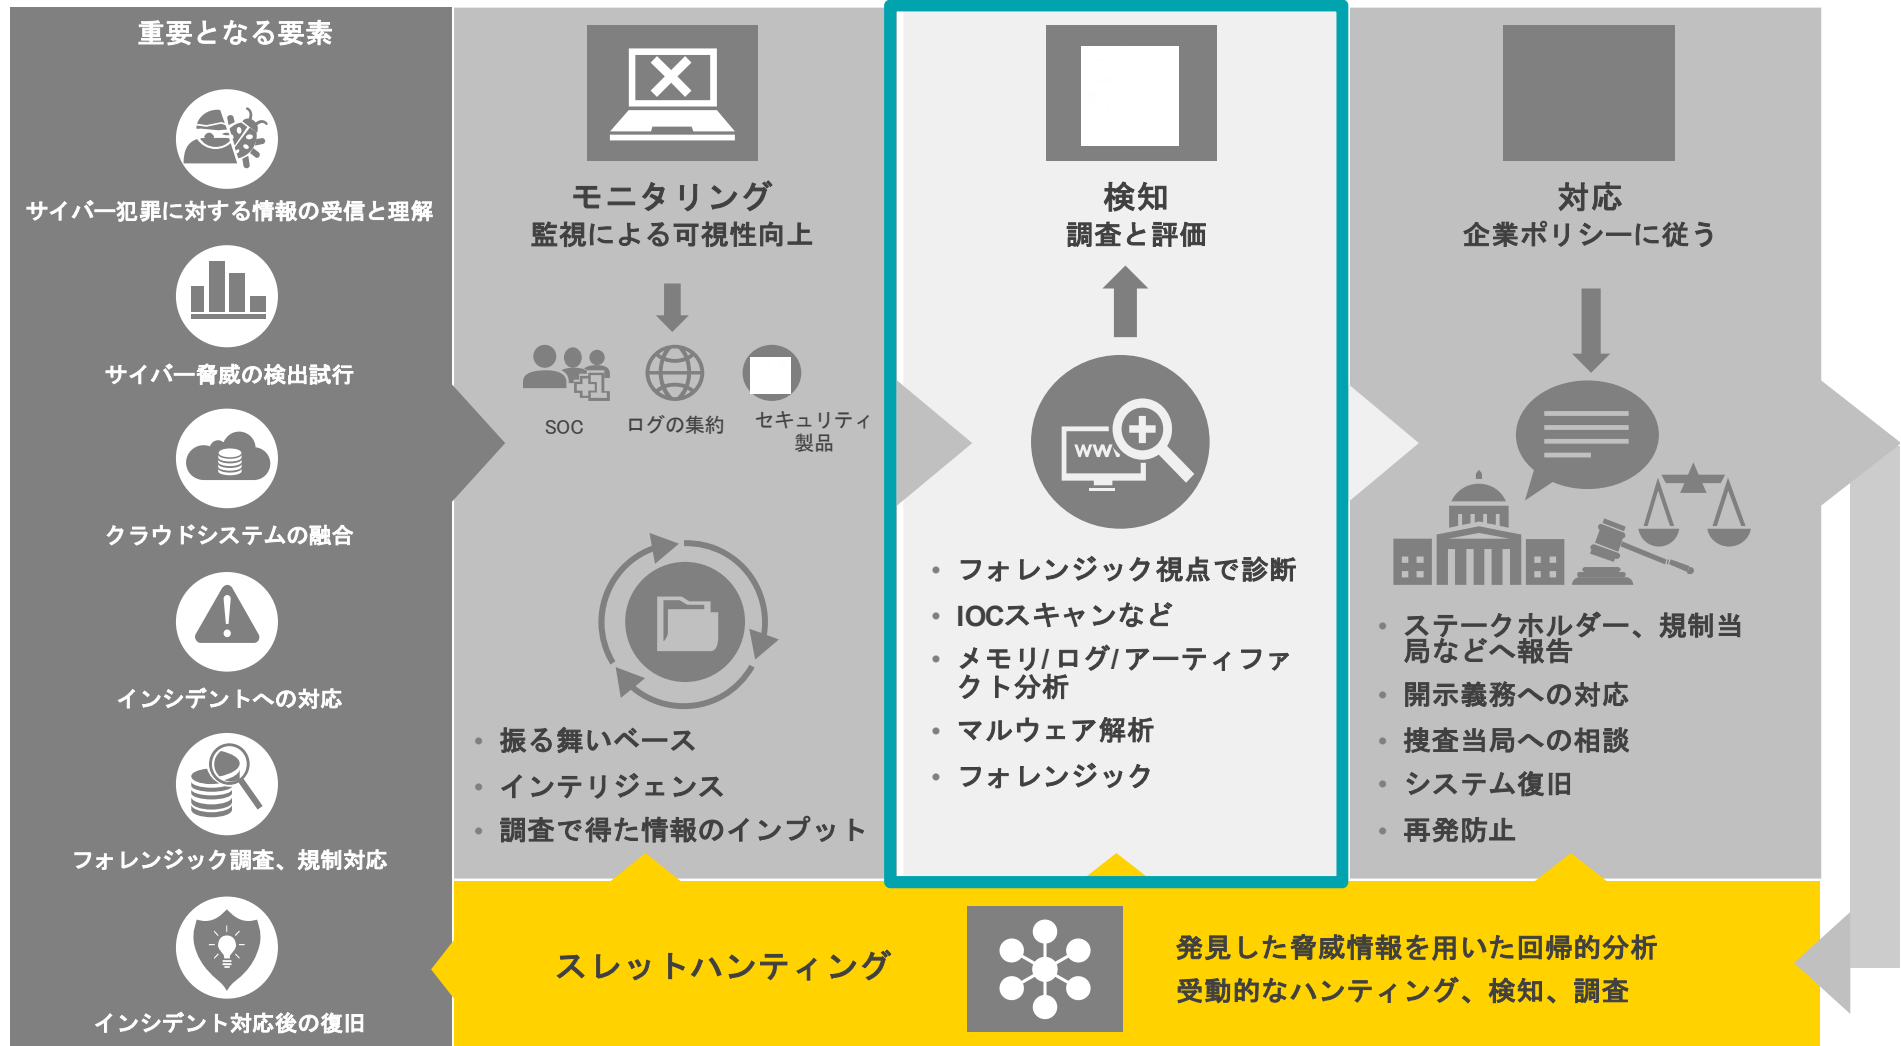 重要となる要素
サイバー犯罪に対する情報の受信と理解
サイバー脅威の検出試行
クラウドシステムの融合
インシデントへの対応
フォレンジック調査、規制対応
インシデント対応後の復旧
モニタリング
監視による可視性向上
SOC
ログの集約
セキュリティ
製品
• 振る舞いベース
• インテリジェンス
• 調査で得た情報のインプット
検知
調査と評価
www
• フォレンジック視点で診断
• IOCスキャンなど
• メモリ/ログ/アーティファ
クト分析
• マルウェア解析
• フォレンジック
対応
企業ポリシーに従う
• ステークホルダー、規制当
局などへ報告
• 開示義務への対応
• 捜査当局への相談
• システム復旧
• 再発防止
スレットハンティング
発見した脅威情報を用いた回帰的分析
受動的なハンティング、検知、調査